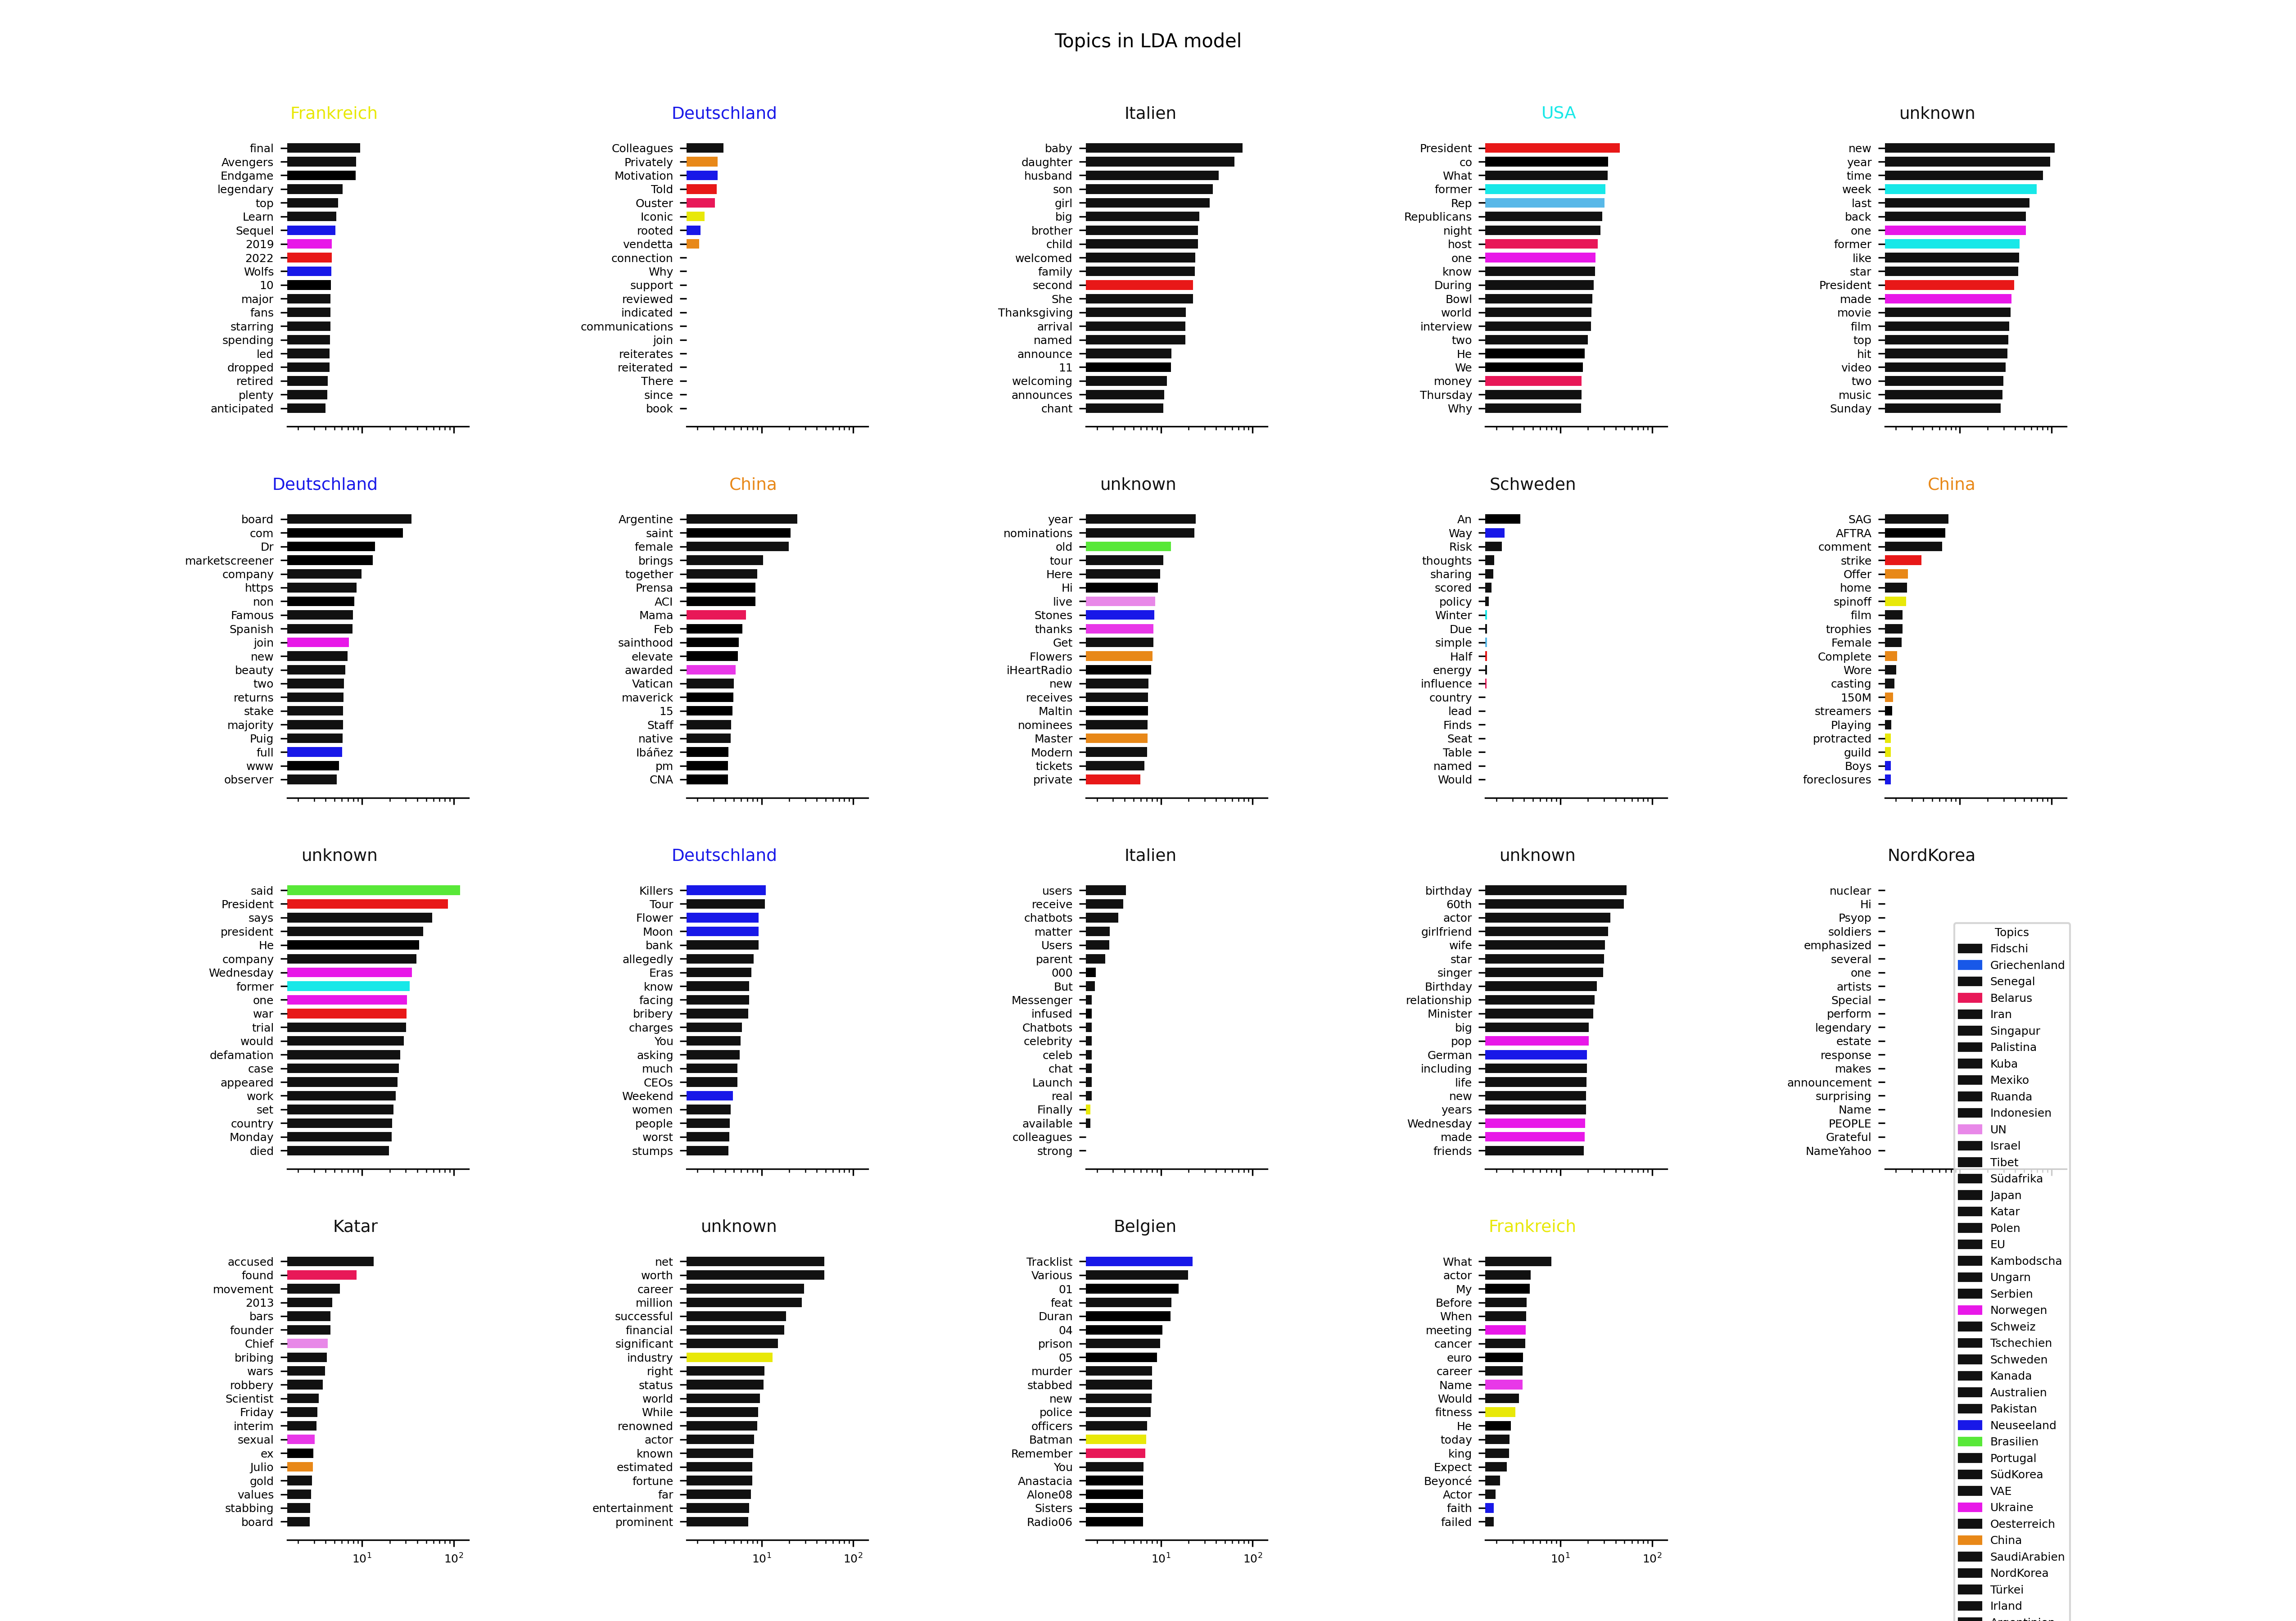 Topics in LDA model
Frankreich
final
Avengers
Endgame
legendary
top
Learn
Sequel
2019
2022
Wolfs
10
major
fans
starring
spending
led
dropped
retired
plenty
anticipated
Deutschland
Colleagues
Privately
Motivation
Told
Ouster
Iconic
rooted
vendetta
connection
Why
support
reviewed
indicated
communications
join
reiterates
reiterated
There
since
book
Italien
baby
daughter
husband
son
girl
big
brother
child
welcomed
family
second
She
Thanksgiving
arrival
named
announce
11
welcoming
announces
chant
USA
President
co
What
former
Rep
Republicans
night
host
one
know
During
Bowl
world
interview
two
He
We
money
Thursday
Why
unknown
new
year
time
week
last
back
one
former
like
star
President
made
movie
film
top
hit
video
two
music
Sunday
Deutschland
board
com
Dr
marketscreener
company
https
non
Famous
Spanish
join
new
beauty
two
returns
stake
majority
Puig
full
www
observer
China
Argentine
saint
female
brings
together
Prensa
ACI
Mama
Feb
sainthood
elevate
awarded
Vatican
maverick
15
Staff
native
Ibáñez
pm
CNA
unknown
year
nominations
old
tour
Here
Hi
live
Stones
thanks
Get
Flowers
iHeartRadio
new
receives
Maltin
nominees
Master
Modern
tickets
private
Schweden
An
Way
Risk
thoughts
sharing
scored
policy
Winter
Due
simple
Half
energy
influence
country
lead
Finds
Seat
Table
named
Would
China
SAG
AFTRA
comment
strike
Offer
home
spinoff
film
trophies
Female
Complete
Wore
casting
150M
streamers
Playing
protracted
guild
Boys
foreclosures
unknown
said
President
says
president
He
company
Wednesday
former
one
war
trial
would
defamation
case
appeared
work
set
country
Monday
died
Deutschland
Killers
Tour
Flower
Moon
bank
allegedly
Eras
know
facing
bribery
charges
You
asking
much
CEOs
Weekend
women
people
worst
stumps
Italien
users
receive
chatbots
matter
Users
parent
000
But
Messenger
infused
Chatbots
celebrity
celeb
chat
Launch
real
Finally
available
colleagues
strong
unknown
birthday
60th
actor
girlfriend
wife
star
singer
Birthday
relationship
Minister
big
pop
German
including
life
new
years
Wednesday
made
friends
NordKorea
nuclear
Hi
Psyop
soldiers
emphasized
several
one
artists
Special
perform
legendary
estate
response
makes
announcement
surprising
Name
PEOPLE
Grateful
NameYahoo
Katar
accused
found
movement
2013
bars
founder
Chief
bribing
wars
robbery
Scientist
Friday
interim
sexual
ex
Julio
gold
values
stabbing
board
10¹ 10²
unknown
net
worth
career
million
successful
financial
significant
industry
right
status
world
While
renowned
actor
known
estimated
fortune
far
entertainment
prominent
10¹ 10²
Belgien
Tracklist
Various
01
feat
Duran
04
prison
05
murder
stabbed
new
police
officers
Batman
Remember
You
Anastacia
Alone08
Sisters
Radio06
10¹ 10²
Frankreich
What
actor
My
Before
When
meeting
cancer
euro
career
Name
Would
fitness
He
today
king
Expect
Beyoncé
Actor
faith
failed
10¹ 10²
Topics
Fidschi
Griechenland
Senegal
Belarus
Iran
Singapur
Palistina
Kuba
Mexiko
Ruanda
Indonesien
UN
Israel
Tibet
Südafrika
Japan
Katar
Polen
EU
Kambodscha
Ungarn
Serbien
Norwegen
Schweiz
Tschechien
Schweden
Kanada
Australien
Pakistan
Neuseeland
Brasilien
Portugal
SüdKorea
VAE
Ukraine
Oesterreich
China
SaudiArabien
NordKorea
Türkei
Irland